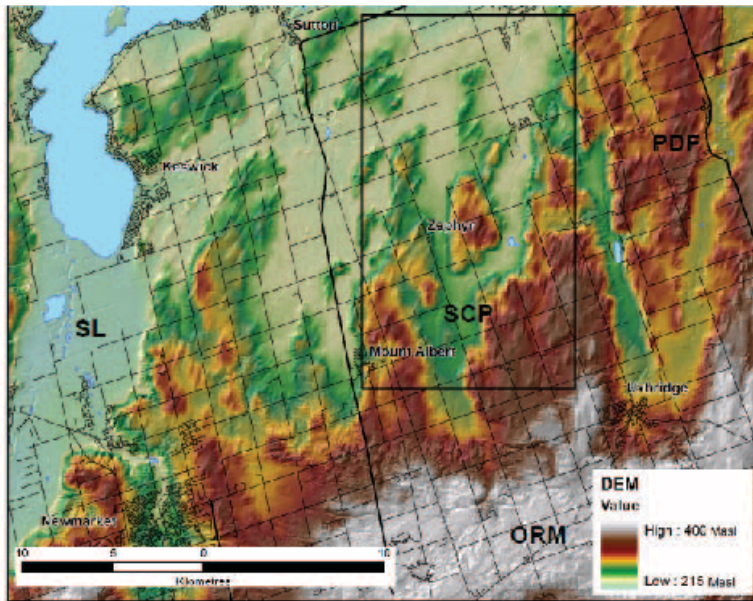 Sutton
PDF
Keswick
Zephyr
SL
SCP
Mount Albert
Uxbridge
DEM
Value
Newmarket
High : 400 Masl
ORM
10 5 0 10
Low : 215 Masl
Kilometres